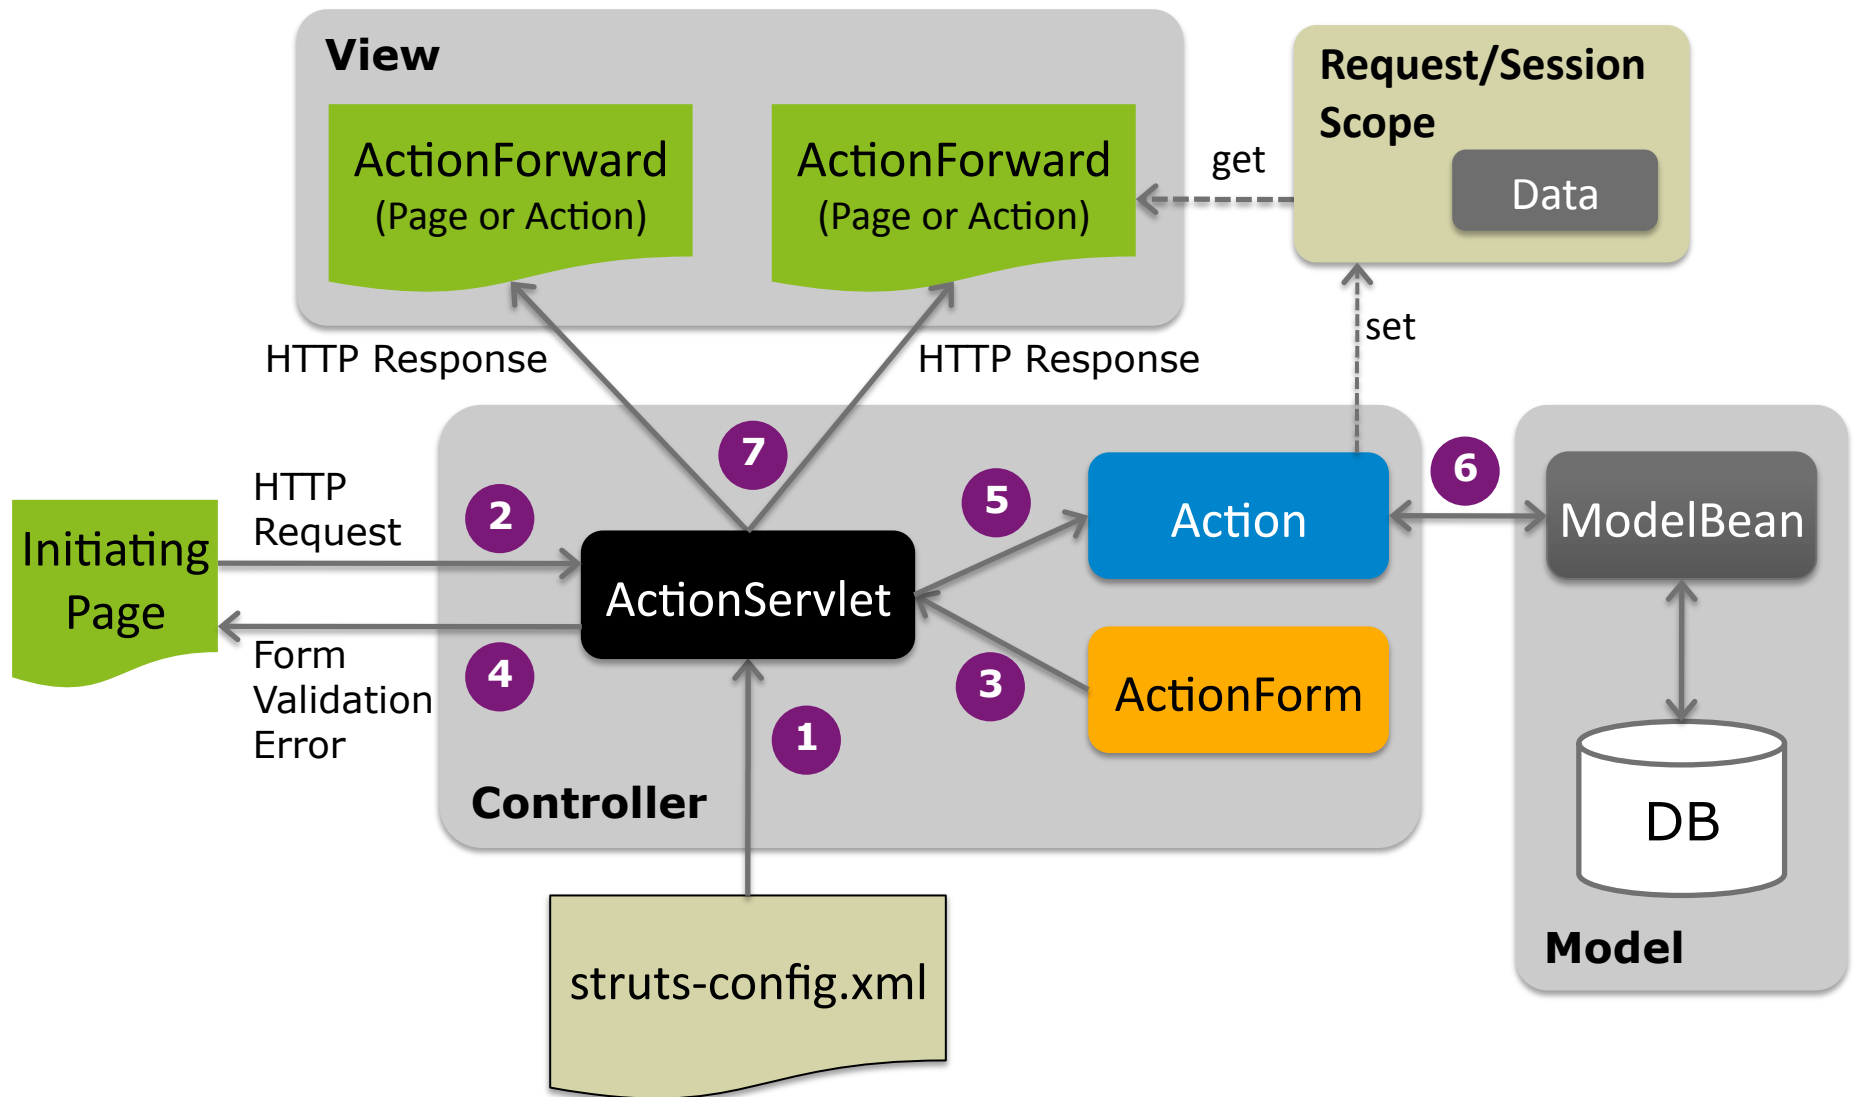 View
ActionForward
(Page or Action)
ActionForward
(Page or Action)
get
Request/Session
Scope
Data
set
HTTP Response
HTTP Response
7
HTTP
Request
2
5
Action
6
ModelBean
Initiating
Page
ActionServlet
Form
Validation
Error
4
3
ActionForm
1
Controller
DB
Model
struts-config.xml